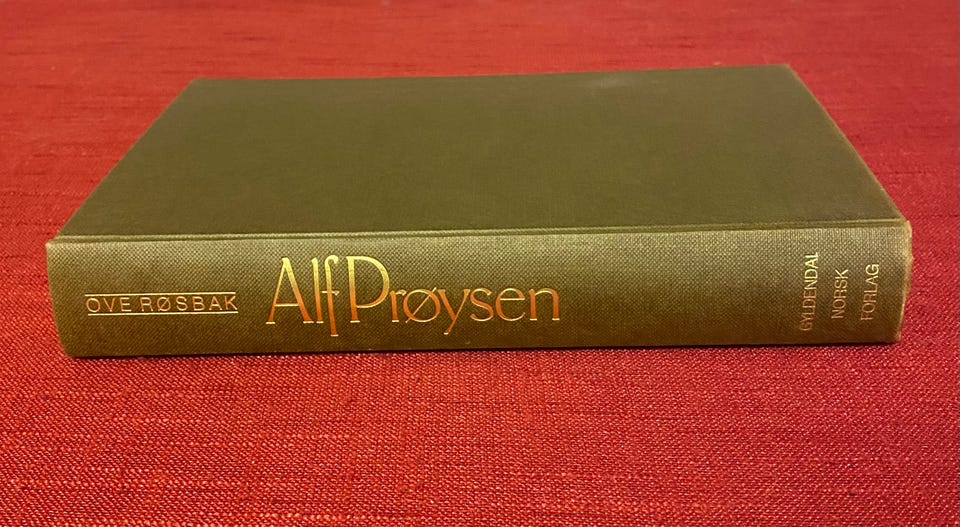 OVE RØSBAK
Alf Prøysen
GYLDENDAL
NORSK
FORLAG